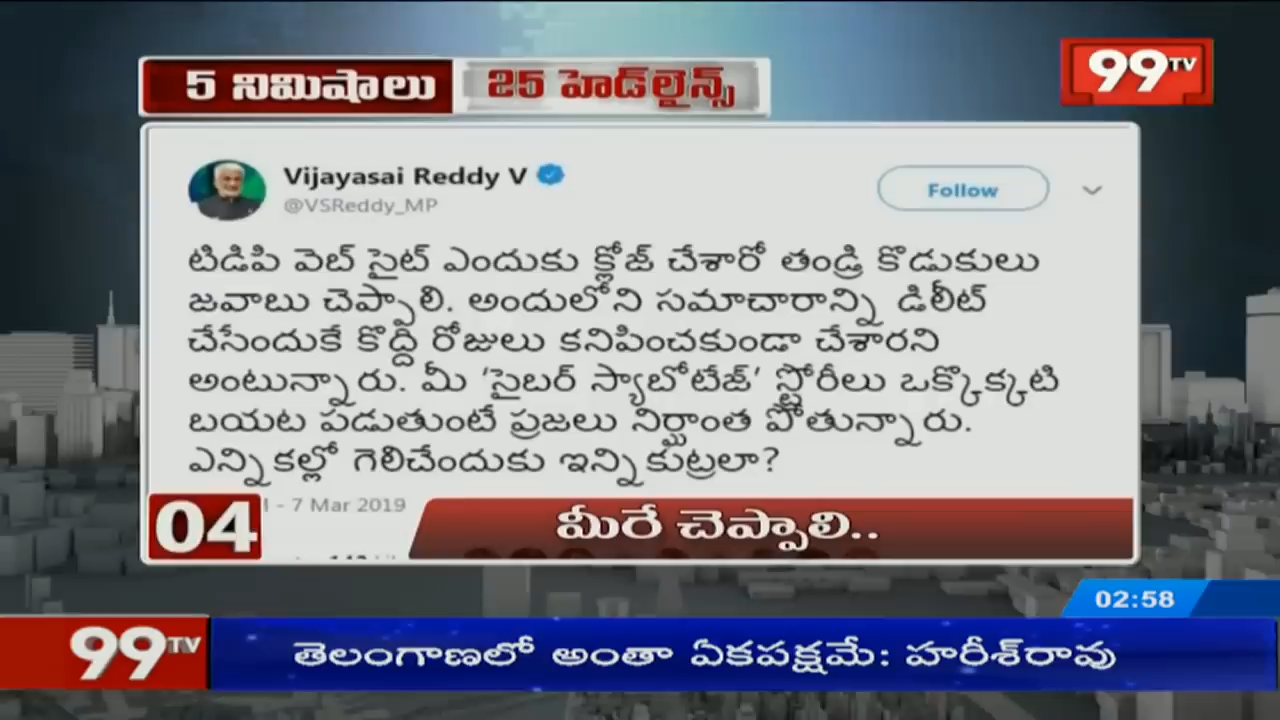 5 నిమిషాలు 25 హెడ్‌లైన్స్
99TV
Vijayasai Reddy V
@VSReddy_MP
Follow
టిడిపి వెబ్ సైట్ ఎందుకు క్లోజ్ చేశారో తండ్రి కొడుకులు
జవాబు చెప్పాలి. అందులోని సమాచారాన్ని డిలీట్
చేసేందుకే కొద్ది రోజులు కనిపించకుండా చేశారని
అంటున్నారు. మీ 'సైబర్ స్యాబోటేజ్' స్టోరీలు ఒక్కొక్కటి
బయట పడుతుంటే ప్రజలు నిర్ఘాంత పోతున్నారు.
ఎన్నికల్లో గెలిచేందుకు ఇన్ని కుట్రలా?
- 7 Mar 2019
04 మీరే చెప్పాలి..
02:58
99TV తెలంగాణలో అంతా ఏకపక్షమే: హరీశ్‌రావు